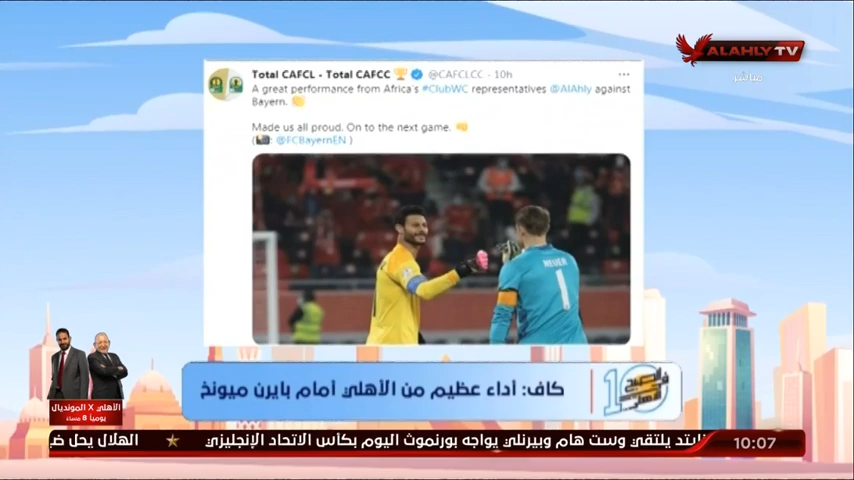 ALAHLY TV
مباشر
Total CAFCL - Total CAFCC 🏆 @CAFCLCC · 10h
A great performance from Africa's #ClubWC representatives @AlAhly against
Bayern. 👏
Made us all proud. On to the next game. 👊
(📷: @FCBayernEN )
NEUER
1
كاف: أداء عظيم من الأهلي أمام بايرن ميونخ
10
الأهلي X المونديال
يومياً 8 مساءً
نايتد يلتقي وست هام وبيرنلي يواجه بورنموث اليوم بكأس الاتحاد الإنجليزي ★ الهلال يحل ضي
10:07